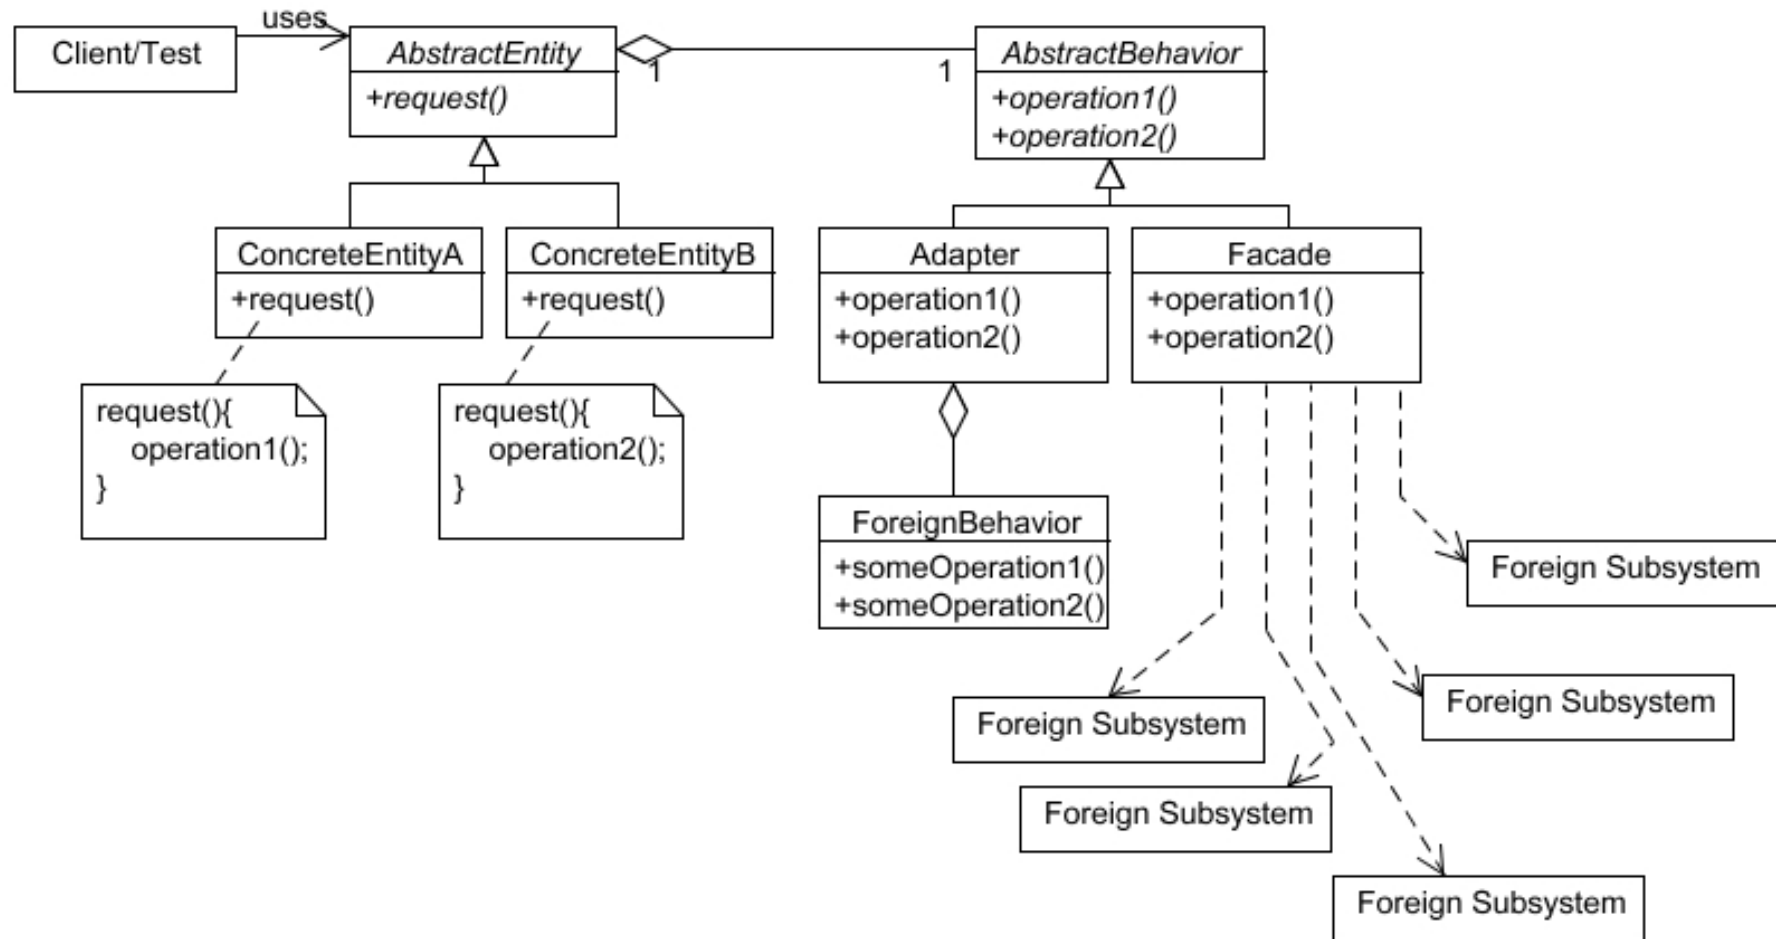 uses
Client/Test
AbstractEntity
+request()
1
1
AbstractBehavior
+operation1()
+operation2()
ConcreteEntityA
+request()
ConcreteEntityB
+request()
Adapter
+operation1()
+operation2()
Facade
+operation1()
+operation2()
request(){
operation1();
}
request(){
operation2();
}
ForeignBehavior
+someOperation1()
+someOperation2()
Foreign Subsystem
Foreign Subsystem
Foreign Subsystem
Foreign Subsystem
Foreign Subsystem